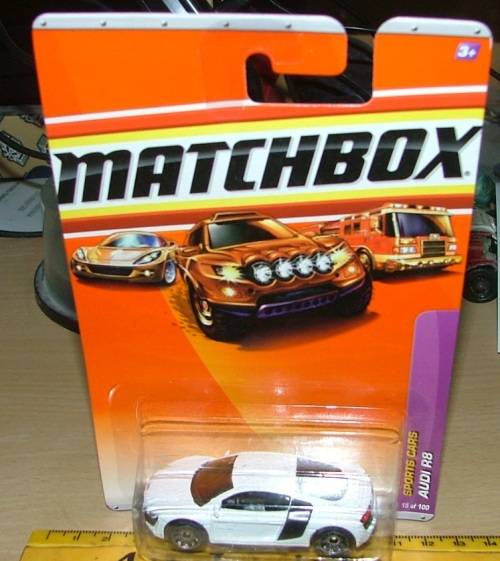 3+
MATCHBOX
SPORTS CARS
AUDI R8
15 of 100